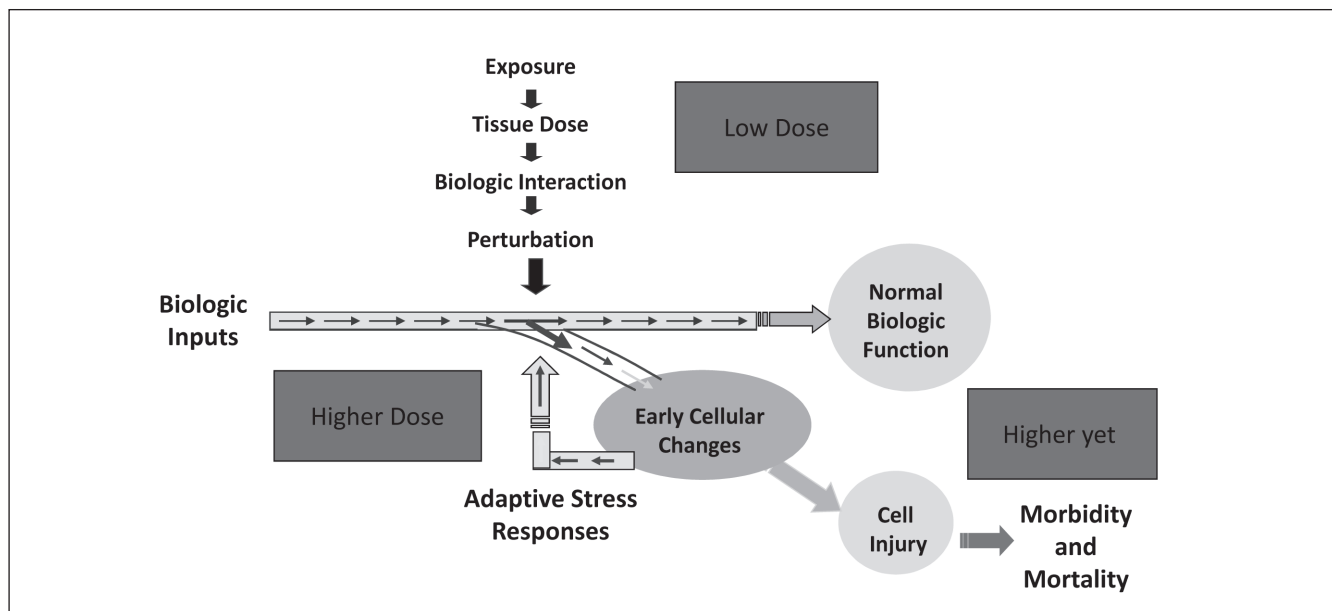 Exposure
Tissue Dose
Low Dose
Biologic Interaction
Perturbation
Biologic
Inputs
Normal
Biologic
Function
Higher Dose
Early Cellular
Changes
Higher yet
Adaptive Stress
Responses
Cell
Injury
Morbidity
and
Mortality